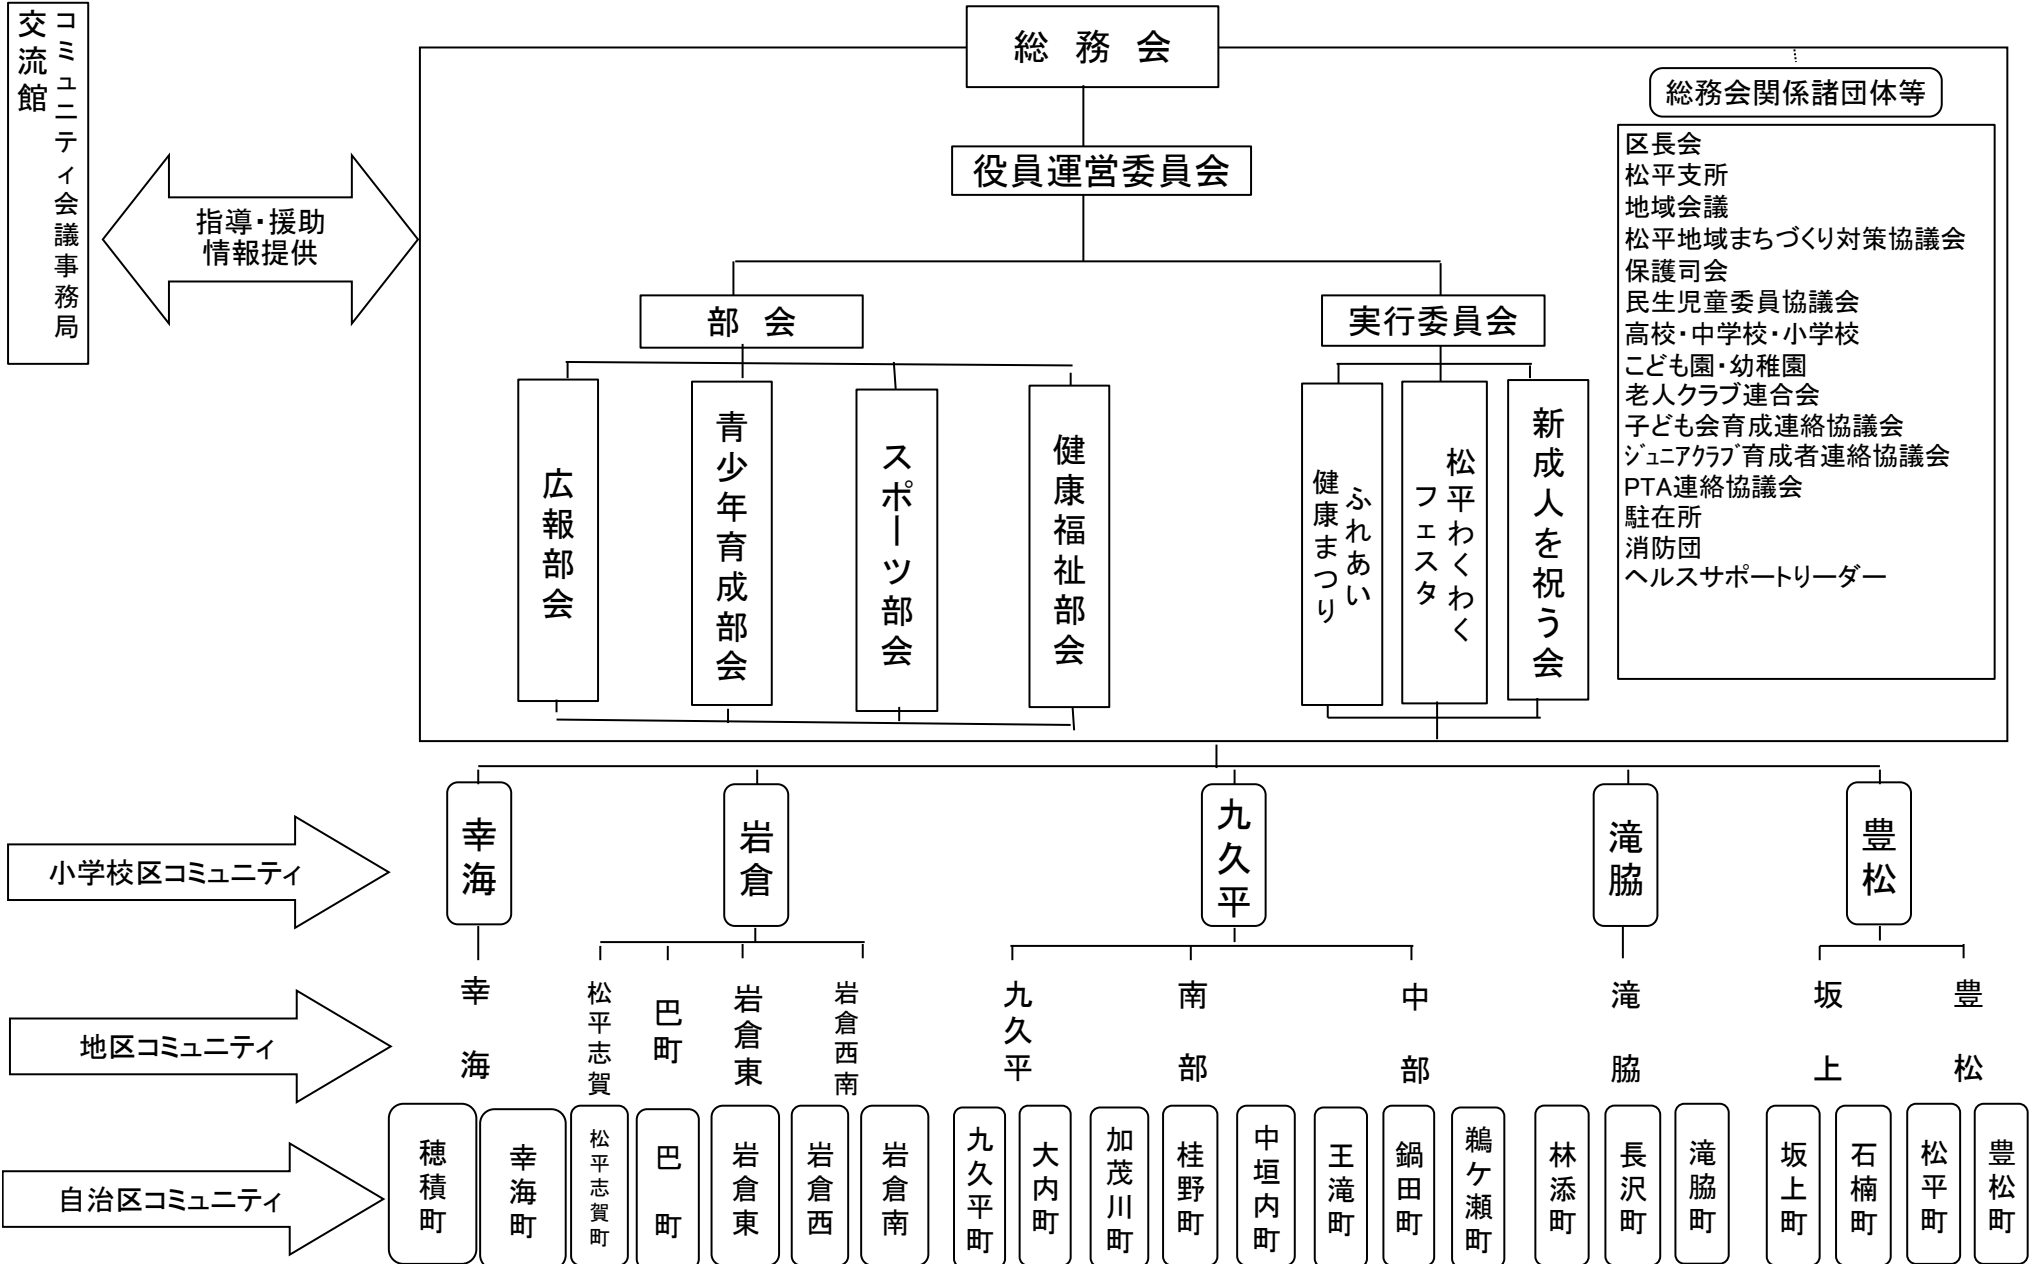 交流館
コミュニティ会議事務局
指導・援助
情報提供
総務会
役員運営委員会
部会
実行委員会
広報部会
青少年育成部会
スポーツ部会
健康福祉部会
ふれあい
健康まつり
松平わくわく
フェスタ
新成人を祝う会
総務会関係諸団体等
区長会
松平支所
地域会議
松平地域まちづくり対策協議会
保護司会
民生児童委員協議会
高校・中学校・小学校
こども園・幼稚園
老人クラブ連合会
子ども会育成連絡協議会
ジュニアクラブ育成者連絡協議会
PTA連絡協議会
駐在所
消防団
ヘルスサポートリーダー
小学校区コミュニティ
幸海
岩倉
九久平
滝脇
豊松
地区コミュニティ
幸海
松平志賀
巴町
岩倉東
岩倉西南
九久平
南部
中部
滝脇
坂上
豊松
自治区コミュニティ
穂積町
幸海町
松平志賀町
巴町
岩倉東
岩倉西
岩倉南
九久平町
大内町
加茂川町
桂野町
中垣内町
王滝町
鍋田町
鵜ケ瀬町
林添町
長沢町
滝脇町
坂上町
石楠町
松平町
豊松町